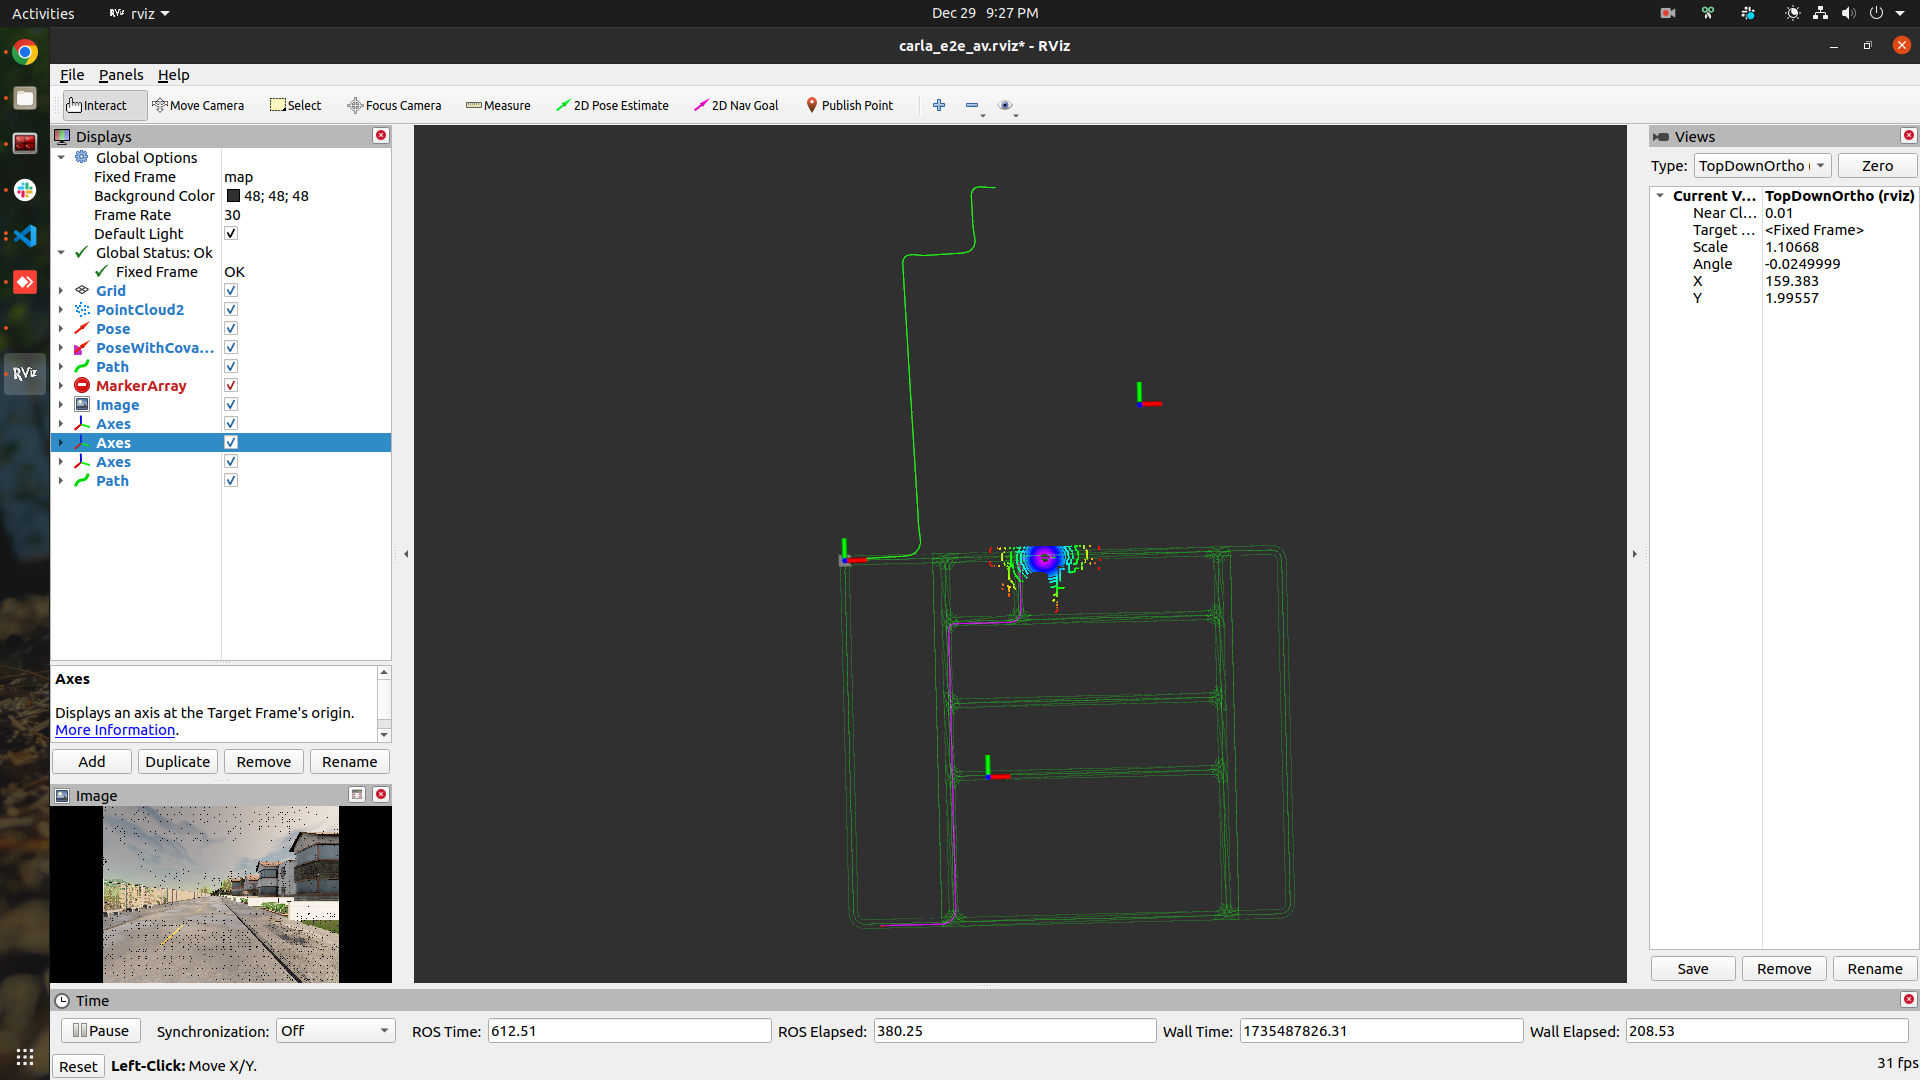 Activities
RViz rviz
Dec 29 9:27 PM
carla_e2e_av.rviz* - RViz
File Panels Help
Interact Move Camera Select Focus Camera Measure 2D Pose Estimate 2D Nav Goal Publish Point
Displays
Global Options
Fixed Frame map
Background Color 48; 48; 48
Frame Rate 30
Default Light
Global Status: Ok
Fixed Frame OK
Grid
PointCloud2
Pose
PoseWithCova...
Path
MarkerArray
Image
Axes
Axes
Axes
Path
RViz
Axes
Displays an axis at the Target Frame's origin.
More Information.
Add Duplicate Remove Rename
Image
Views
Type: TopDownOrtho ( Zero
Current V... TopDownOrtho (rviz)
Near Cl... 0.01
Target ... <Fixed Frame>
Scale 1.10668
Angle -0.0249999
X 159.383
Y 1.99557
Save Remove Rename
Time
Pause Synchronization: Off ROS Time: 612.51 ROS Elapsed: 380.25 Wall Time: 1735487826.31 Wall Elapsed: 208.53
Reset Left-Click: Move X/Y. 31 fps